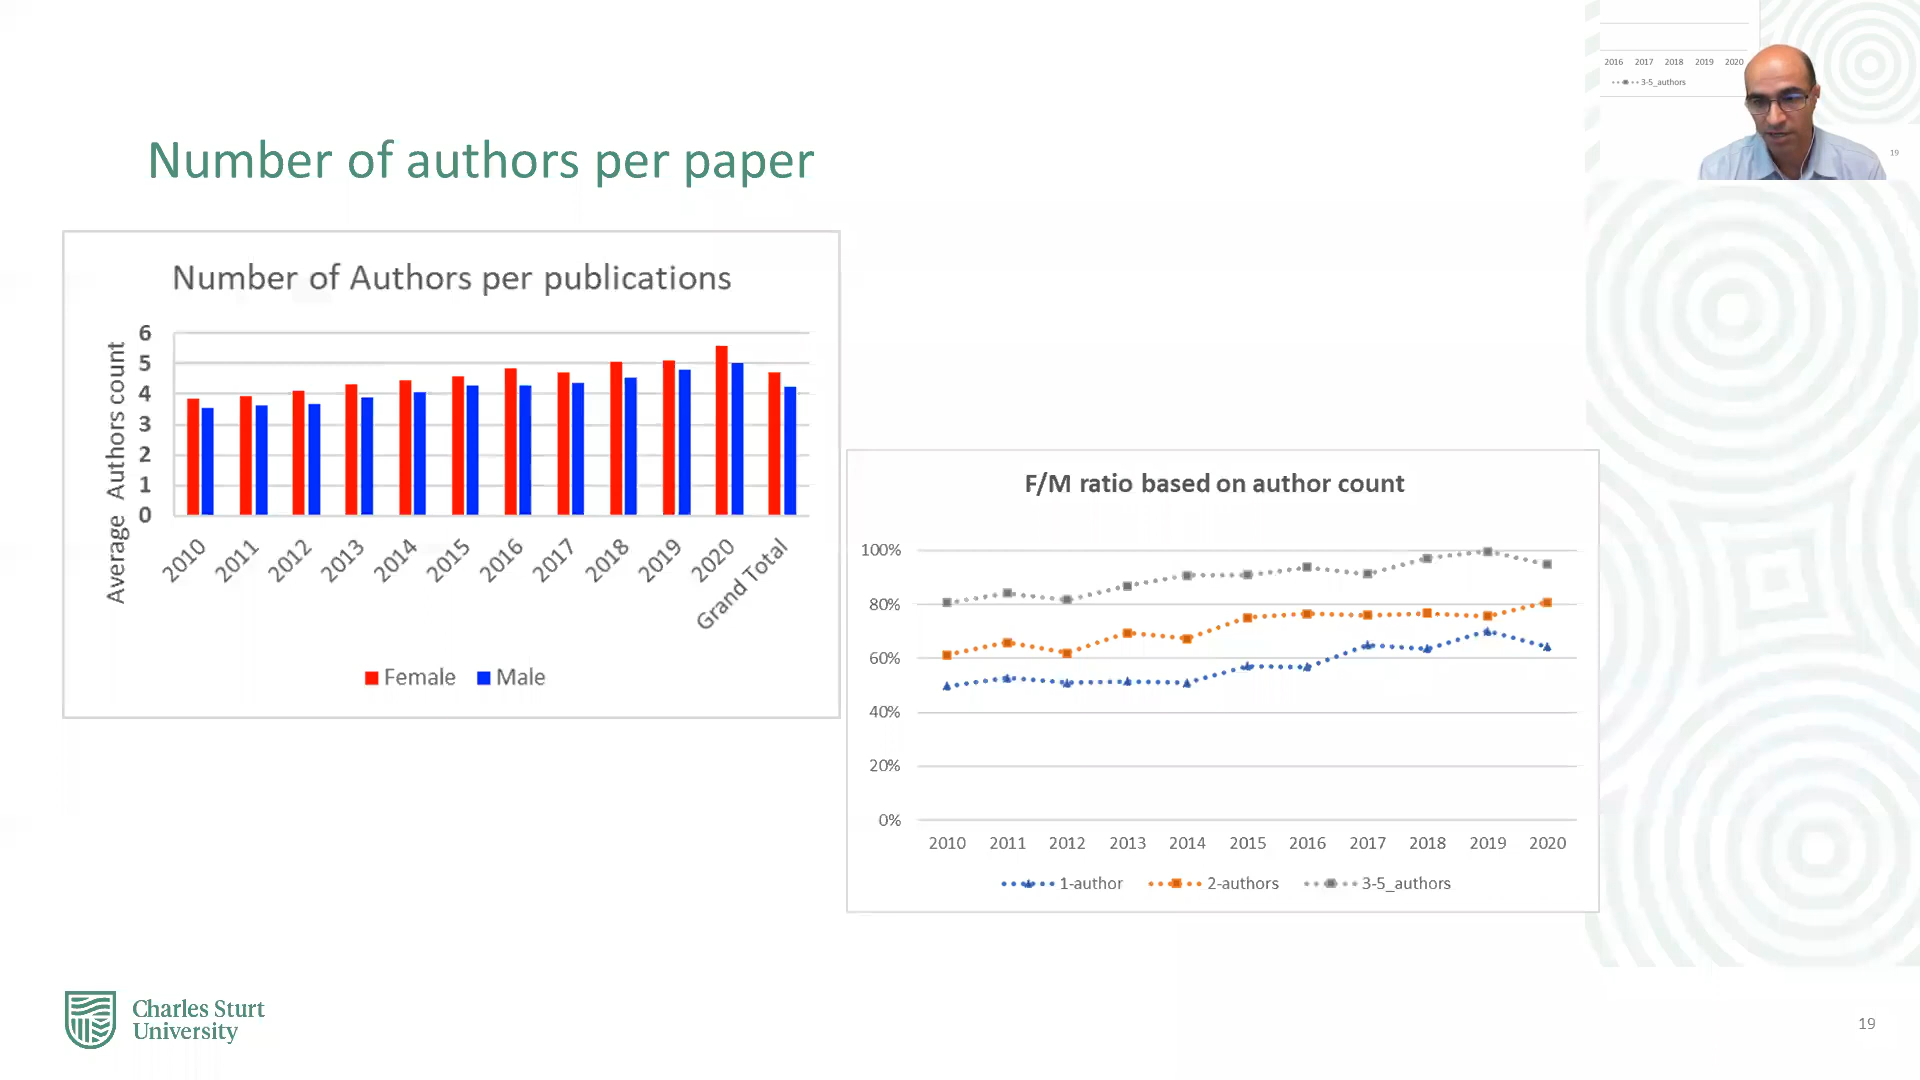 Number of authors per paper
Number of Authors per publications
Average Authors count
6
5
4
3
2
1
0
2010 2011 2012 2013 2014 2015 2016 2017 2018 2019 2020 Grand Total
Female Male
F/M ratio based on author count
100%
80%
60%
40%
20%
0%
2010 2011 2012 2013 2014 2015 2016 2017 2018 2019 2020
1-author 2-authors 3-5_authors
2016 2017 2018 2019 2020
3-5_authors
19
Charles Sturt
University
19